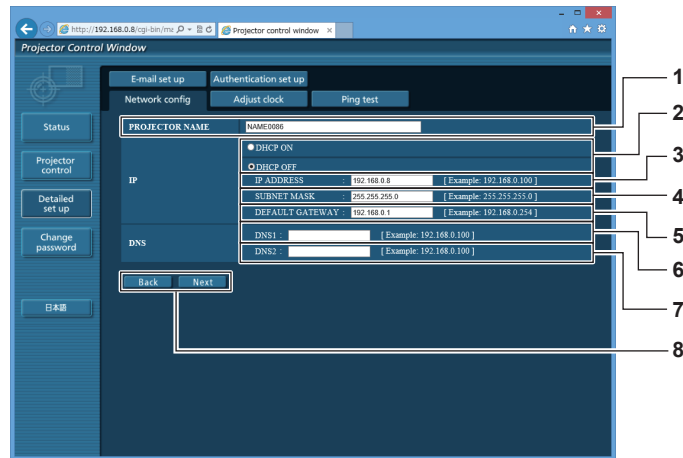 http://192.168.0.8/cgi-bin/
Projector control window
Projector Control Window
E-mail set up
Authentication set up
Network config
Adjust clock
Ping test
Status
Projector control
Detailed set up
Change password
日本語
PROJECTOR NAME NAME0086
IP
DHCP ON
DHCP OFF
IP ADDRESS : 192.168.0.8 [ Example: 192.168.0.100 ]
SUBNET MASK : 255.255.255.0 [ Example: 255.255.255.0 ]
DEFAULT GATEWAY : 192.168.0.1 [ Example: 192.168.0.254 ]
DNS
DNS1 : [ Example: 192.168.0.100 ]
DNS2 : [ Example: 192.168.0.100 ]
Back Next
1
2
3
4
5
6
7
8